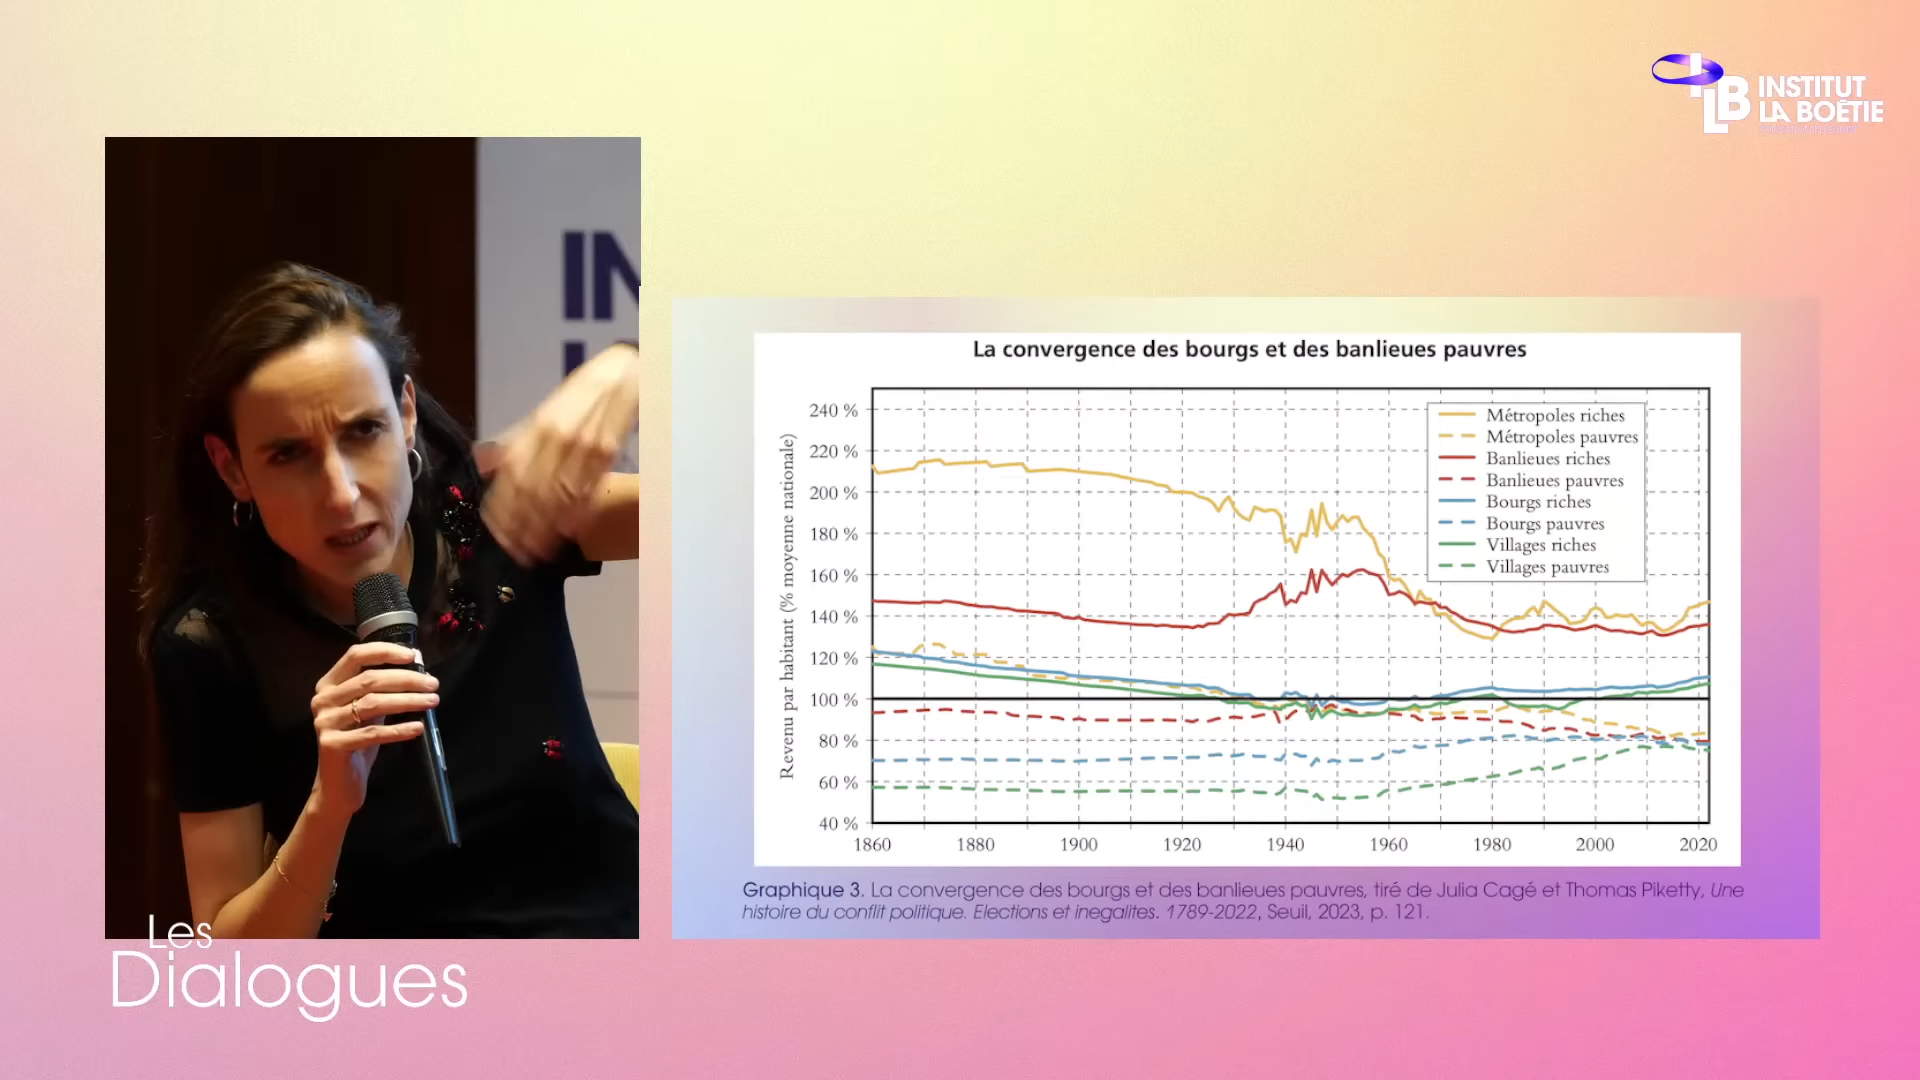 INSTITUT
LA BOÉTIE
IN
La convergence des bourgs et des banlieues pauvres
Revenu par habitant (% moyenne nationale)
240 %
220 %
200 %
180 %
160 %
140 %
120 %
100 %
80 %
60 %
40 %
Métropoles riches
Métropoles pauvres
Banlieues riches
Banlieues pauvres
Bourgs riches
Bourgs pauvres
Villages riches
Villages pauvres
1860 1880 1900 1920 1940 1960 1980 2000 2020
Graphique 3. La convergence des bourgs et des banlieues pauvres, tiré de Julia Cagé et Thomas Piketty, Une
histoire du conflit politique. Elections et inegalites. 1789-2022, Seuil, 2023, p. 121.
Les
Dialogues